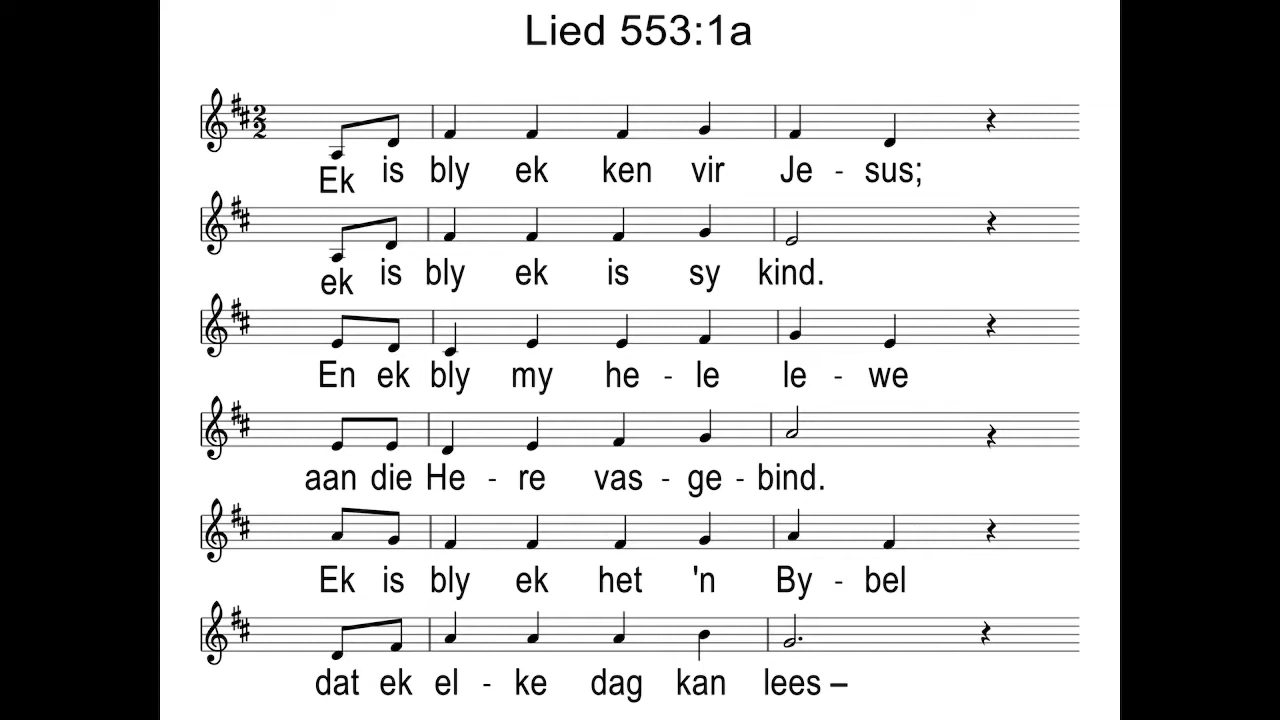 Lied 553:1a
Ek is bly ek ken vir Je - sus;
ek is bly ek is sy kind.
En ek bly my he - le le - we
aan die He - re vas - ge - bind.
Ek is bly ek het 'n By - bel
dat ek el - ke dag kan lees –